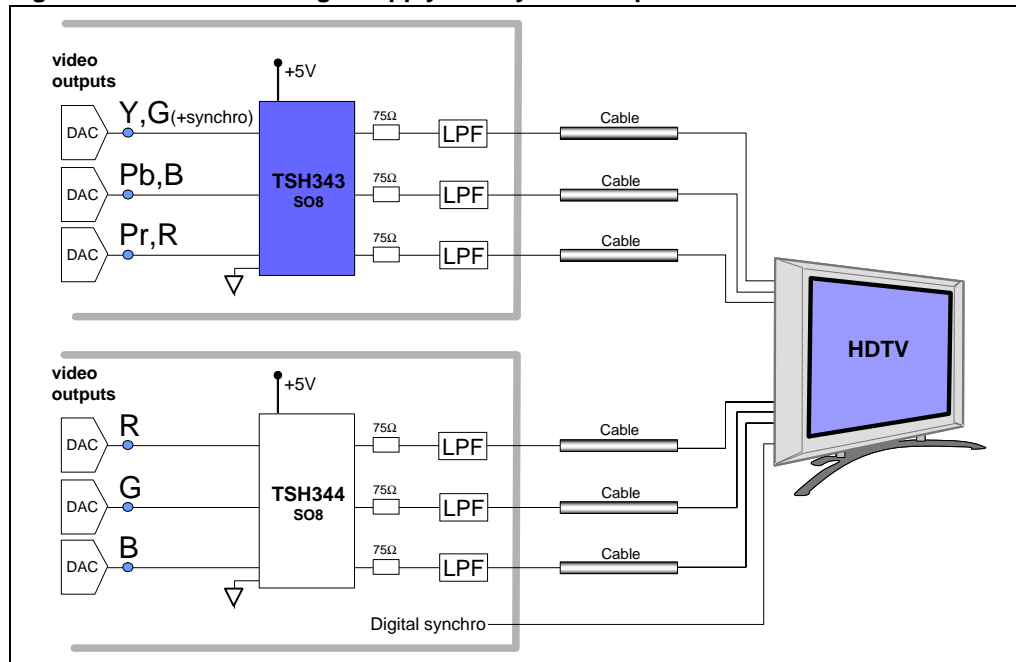 video
outputs
+5V
DAC
Y,G(+synchro)
75Ω
LPF
Cable
DAC
Pb,B
TSH343
SO8
75Ω
LPF
Cable
DAC
Pr,R
75Ω
LPF
Cable
HDTV
video
outputs
+5V
DAC
R
75Ω
LPF
Cable
DAC
G
TSH344
SO8
75Ω
LPF
Cable
DAC
B
75Ω
LPF
Cable
Digital synchro